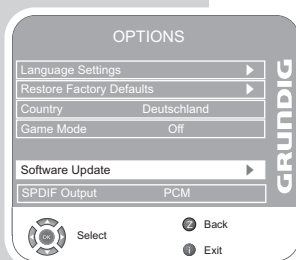 OPTIONS
Language Settings
Restore Factory Defaults
Country Deutschland
Game Mode Off
Software Update
SPDIF Output PCM
GRUNDIG
OK Select
Z Back
i Exit